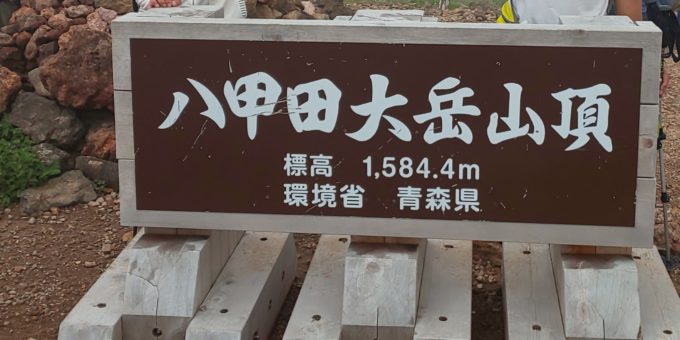 八甲田大岳山頂
標高 1,584.4m
環境省 青森県